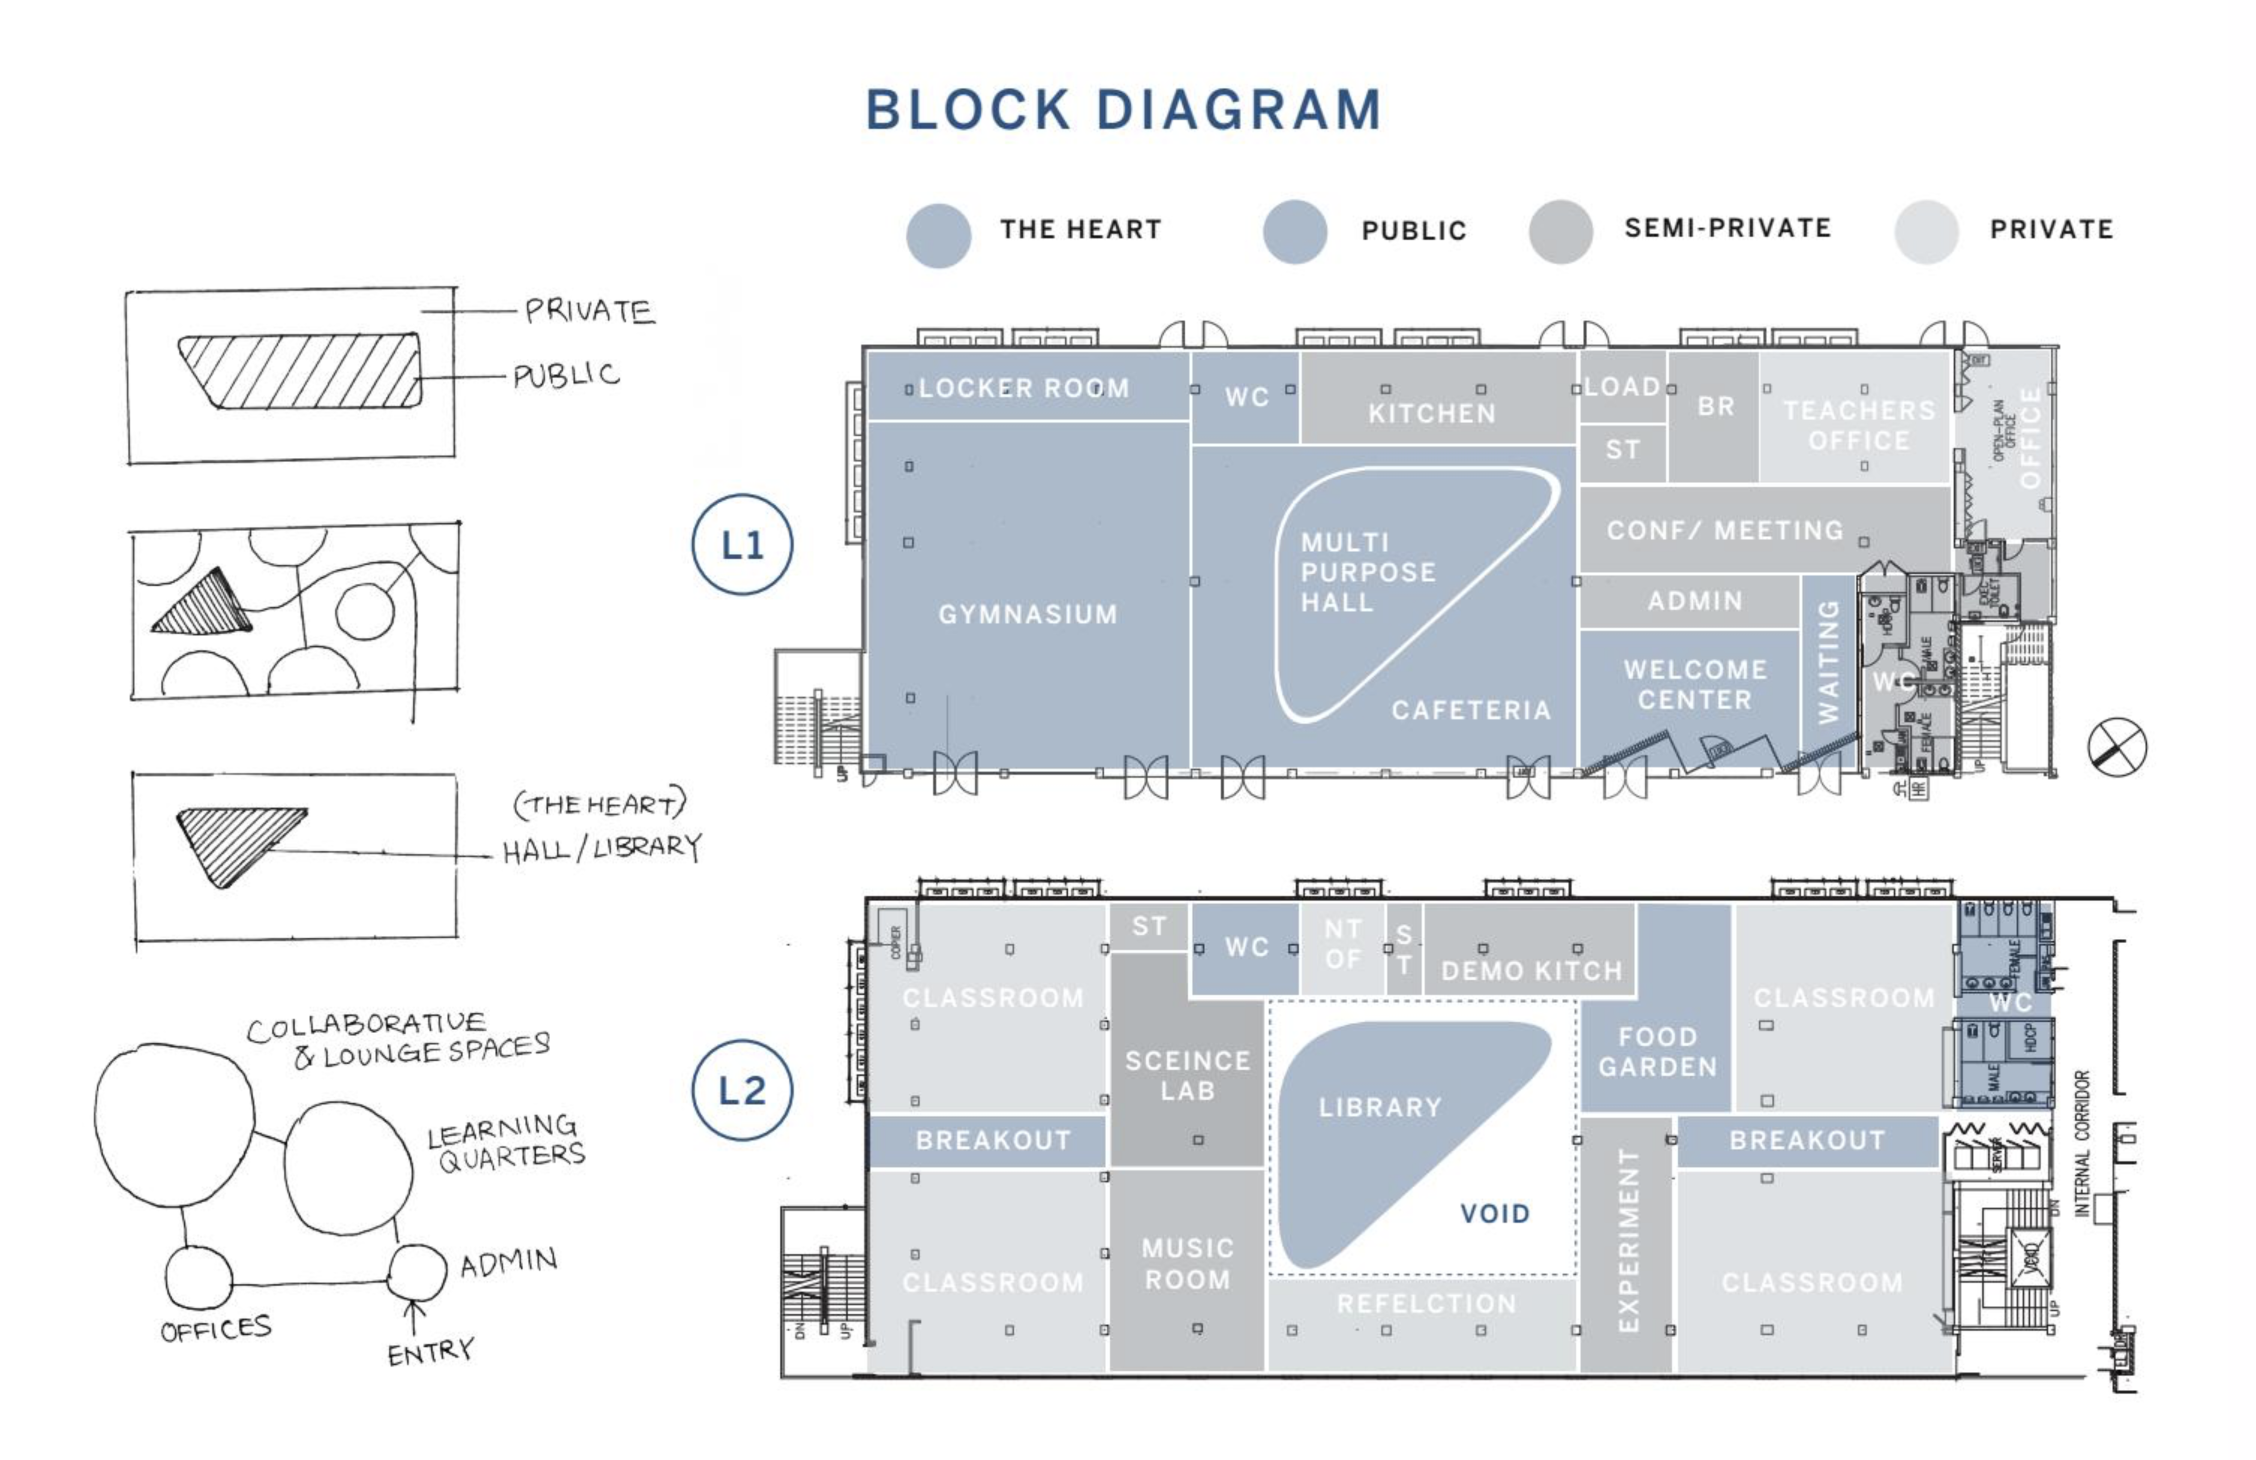 BLOCK DIAGRAM
THE HEART
PUBLIC
SEMI-PRIVATE
PRIVATE
PRIVATE
PUBLIC
(THE HEART)
HALL/LIBRARY
COLLABORATIVE
& LOUNGE SPACES
LEARNING
QUARTERS
ADMIN
OFFICES
ENTRY
L1
LOCKER ROOM
WC
KITCHEN
LOAD
ST
BR
TEACHERS
OFFICE
OPEN-PLAN
OFFICE
OFFICE
GYMNASIUM
MULTI
PURPOSE
HALL
CAFETERIA
CONF/ MEETING
ADMIN
WELCOME
CENTER
WAITING
WC
HDCP
MALE
FEMALE
EXEC
TOILET
UP
UP
HR
L2
COPIER
CLASSROOM
ST
WC
NT
OF
S
T
DEMO KITCH
FOOD
GARDEN
CLASSROOM
FEMALE
WC
HDCP
MALE
SCEINCE
LAB
LIBRARY
VOID
BREAKOUT
BREAKOUT
SERVER
INTERNAL CORRIDOR
MUSIC
ROOM
EXPERIMENT
CLASSROOM
REFELCTION
CLASSROOM
DN
UP
DN
VOID
UP